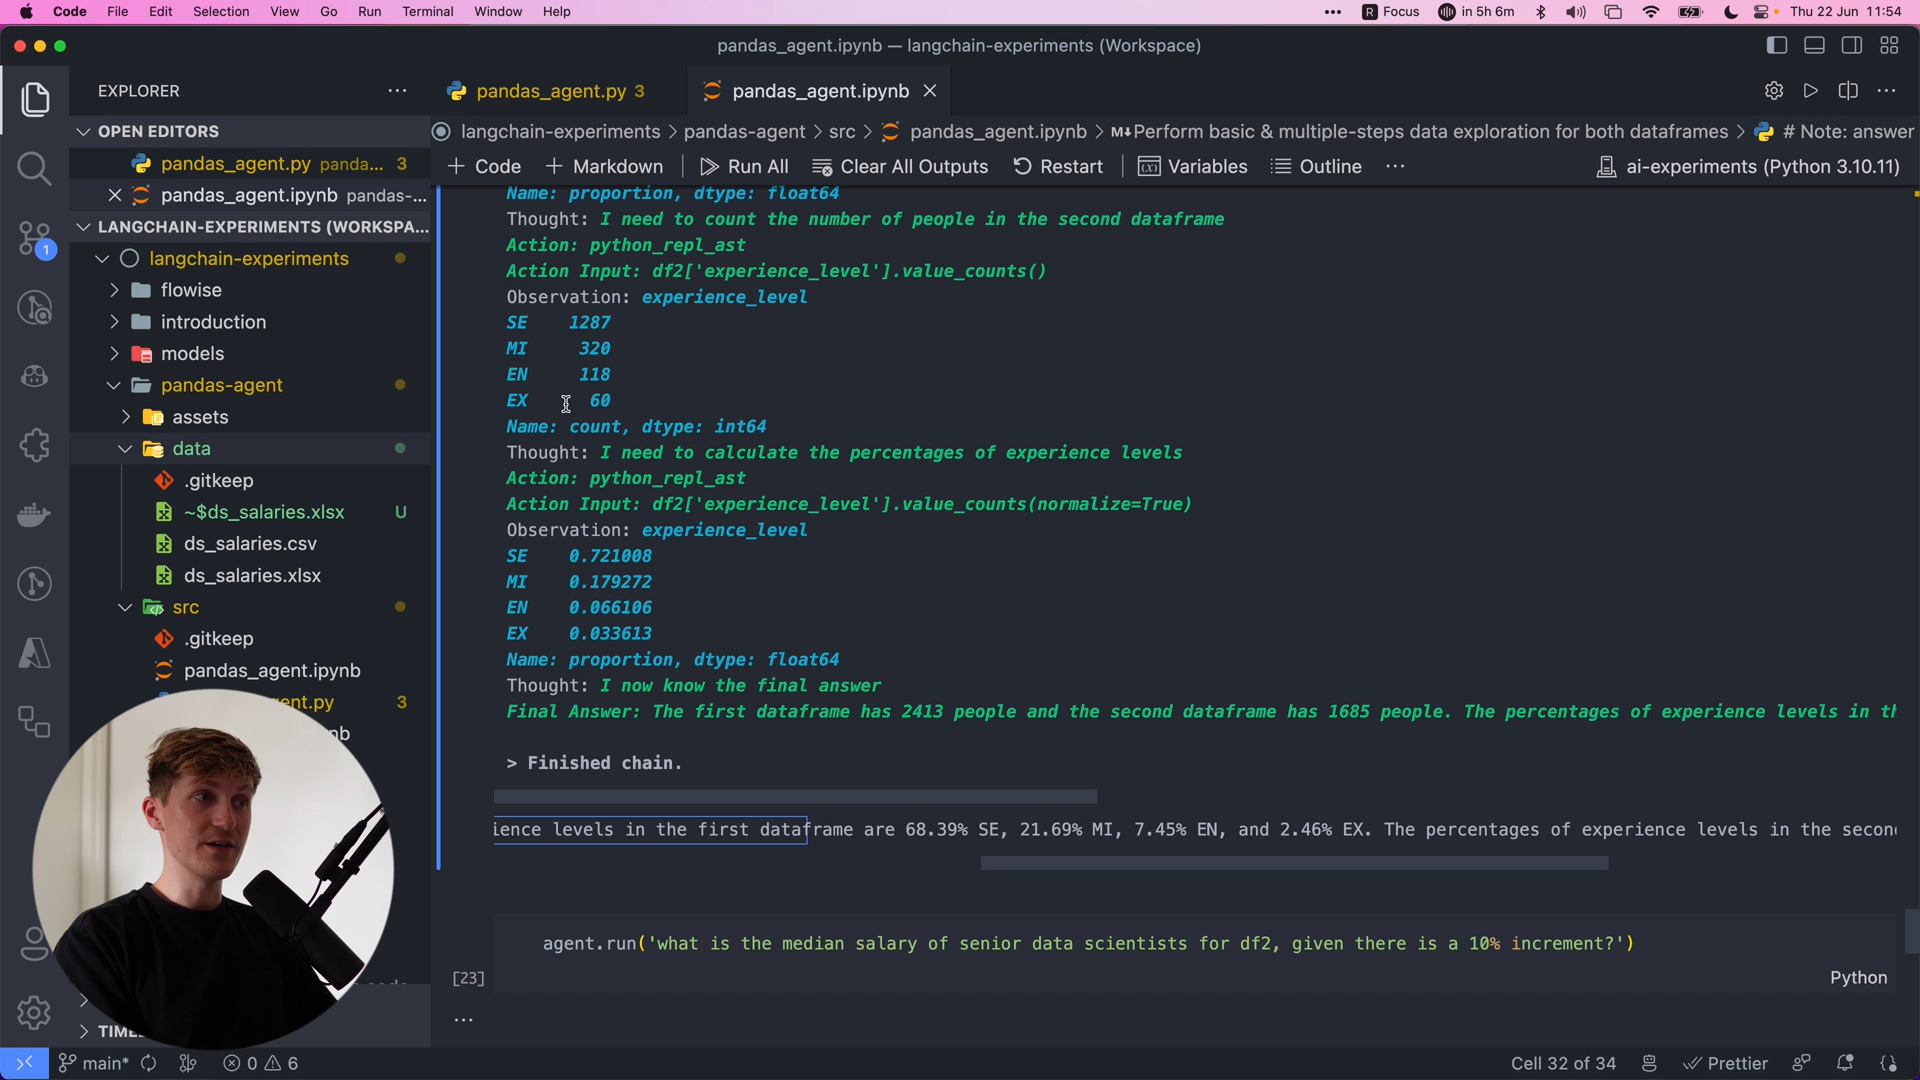 Code File Edit Selection View Go Run Terminal Window Help ••• R Focus in 5h 6m Thu 22 Jun 11:54
pandas_agent.ipynb — langchain-experiments (Workspace)
EXPLORER ···
pandas_agent.py 3
pandas_agent.ipynb
OPEN EDITORS
langchain-experiments > pandas-agent > src > pandas_agent.ipynb > M↓Perform basic & multiple-steps data exploration for both dataframes > # Note: answer
pandas_agent.py panda... 3
+ Code + Markdown Run All Clear All Outputs Restart Variables Outline ··· ai-experiments (Python 3.10.11)
pandas_agent.ipynb pandas-...
LANGCHAIN-EXPERIMENTS (WORKSPA...
1
langchain-experiments
flowise
introduction
models
pandas-agent
assets
data
.gitkeep
~$ds_salaries.xlsx U
ds_salaries.csv
ds_salaries.xlsx
src
.gitkeep
pandas_agent.ipynb
ent.py 3
nb
TIME
Name: proportion, dtype: float64
Thought: I need to count the number of people in the second dataframe
Action: python_repl_ast
Action Input: df2['experience_level'].value_counts()
Observation: experience_level
SE 1287
MI 320
EN 118
EX 60
Name: count, dtype: int64
Thought: I need to calculate the percentages of experience levels
Action: python_repl_ast
Action Input: df2['experience_level'].value_counts(normalize=True)
Observation: experience_level
SE 0.721008
MI 0.179272
EN 0.066106
EX 0.033613
Name: proportion, dtype: float64
Thought: I now know the final answer
Final Answer: The first dataframe has 2413 people and the second dataframe has 1685 people. The percentages of experience levels in th
> Finished chain.
ience levels in the first dataframe are 68.39% SE, 21.69% MI, 7.45% EN, and 2.46% EX. The percentages of experience levels in the secon
agent.run('what is the median salary of senior data scientists for df2, given there is a 10% increment?')
[23]
Python
...
main* 0 6 Cell 32 of 34 Prettier